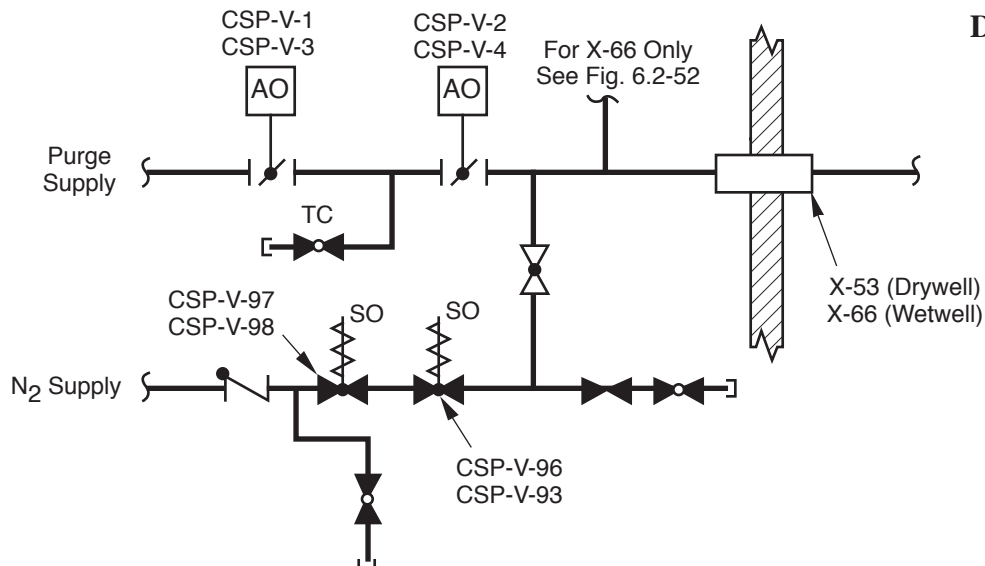 CSP-V-1
CSP-V-3
CSP-V-2
CSP-V-4
For X-66 Only
See Fig. 6.2-52
D
AO
AO
Purge
Supply
TC
X-53 (Drywell)
X-66 (Wetwell)
CSP-V-97
CSP-V-98
SO
SO
N2 Supply
CSP-V-96
CSP-V-93